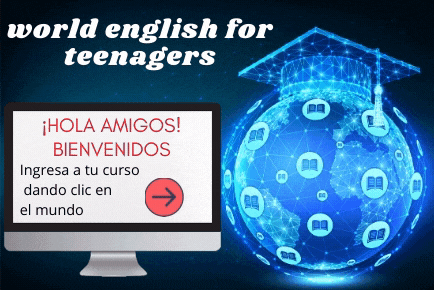 world english for
teenagers
¡HOLA AMIGOS!
BIENVENIDOS
Ingresa a tu curso
dando clic en
el mundo